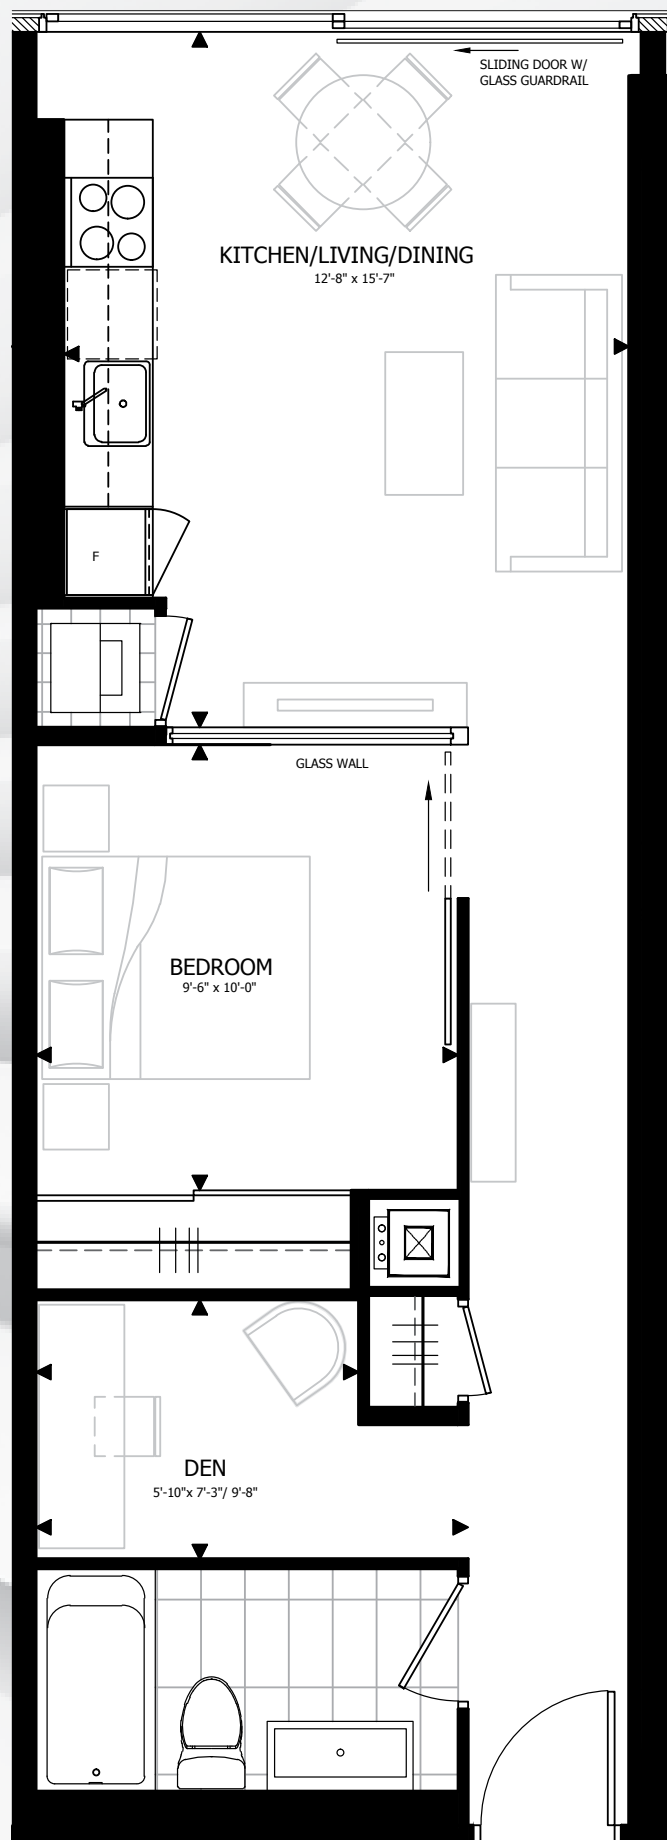 SLIDING DOOR W/
GLASS GUARDRAIL
KITCHEN/LIVING/DINING
12'-8" x 15'-7"
F
GLASS WALL
BEDROOM
9'-6" x 10'-0"
DEN
5'-10"x 7'-3"/ 9'-8"